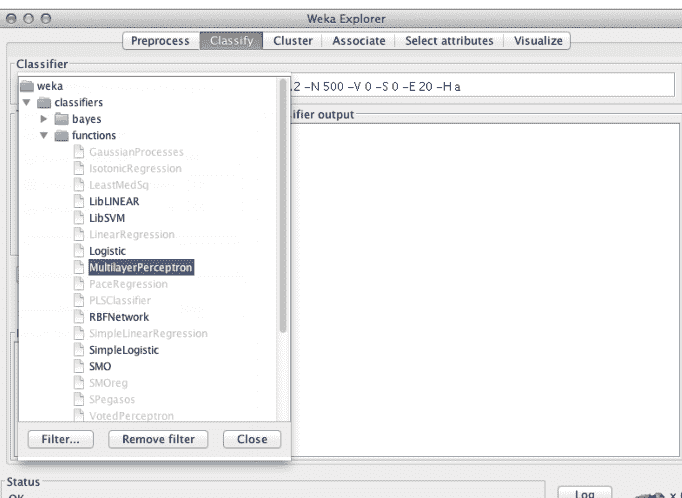 Weka Explorer
Preprocess Classify Cluster Associate Select attributes Visualize
Classifier
.2 -N 500 -V 0 -S 0 -E 20 -H a
weka
classifiers
bayes
functions
GaussianProcesses
IsotonicRegression
LeastMedSq
LibLINEAR
LibSVM
LinearRegression
Logistic
MultilayerPerceptron
PaceRegression
PLSClassifier
RBFNetwork
SimpleLinearRegression
SimpleLogistic
SMO
SMOreg
SPegasos
VotedPerceptron
Filter... Remove filter Close
ifier output
Status
OK
Log
x